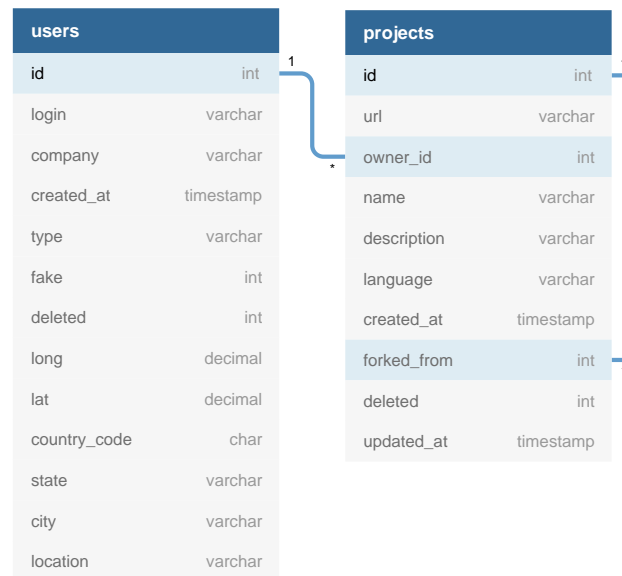 users
id int
login varchar
company varchar
created_at timestamp
type varchar
fake int
deleted int
long decimal
lat decimal
country_code char
state varchar
city varchar
location varchar
1
*
projects
id int
url varchar
owner_id int
name varchar
description varchar
language varchar
created_at timestamp
forked_from int
deleted int
updated_at timestamp